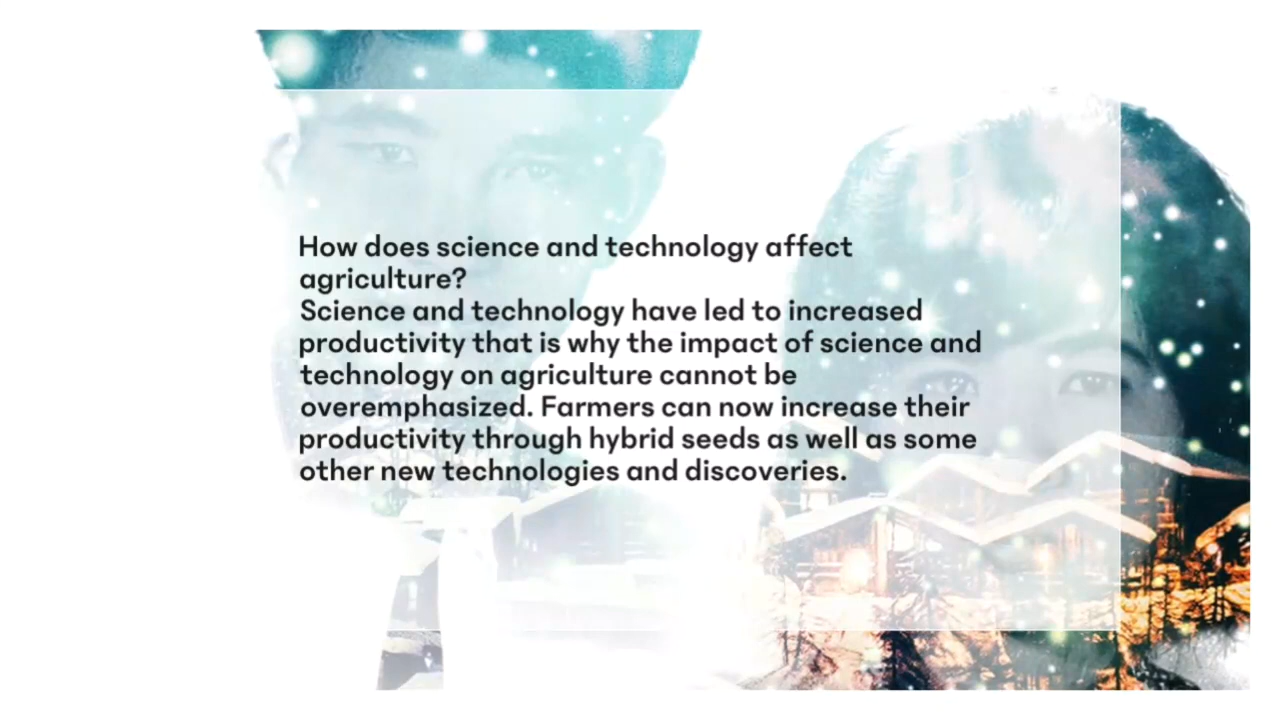 How does science and technology affect
agriculture?
Science and technology have led to increased
productivity that is why the impact of science and
technology on agriculture cannot be
overemphasized. Farmers can now increase their
productivity through hybrid seeds as well as some
other new technologies and discoveries.